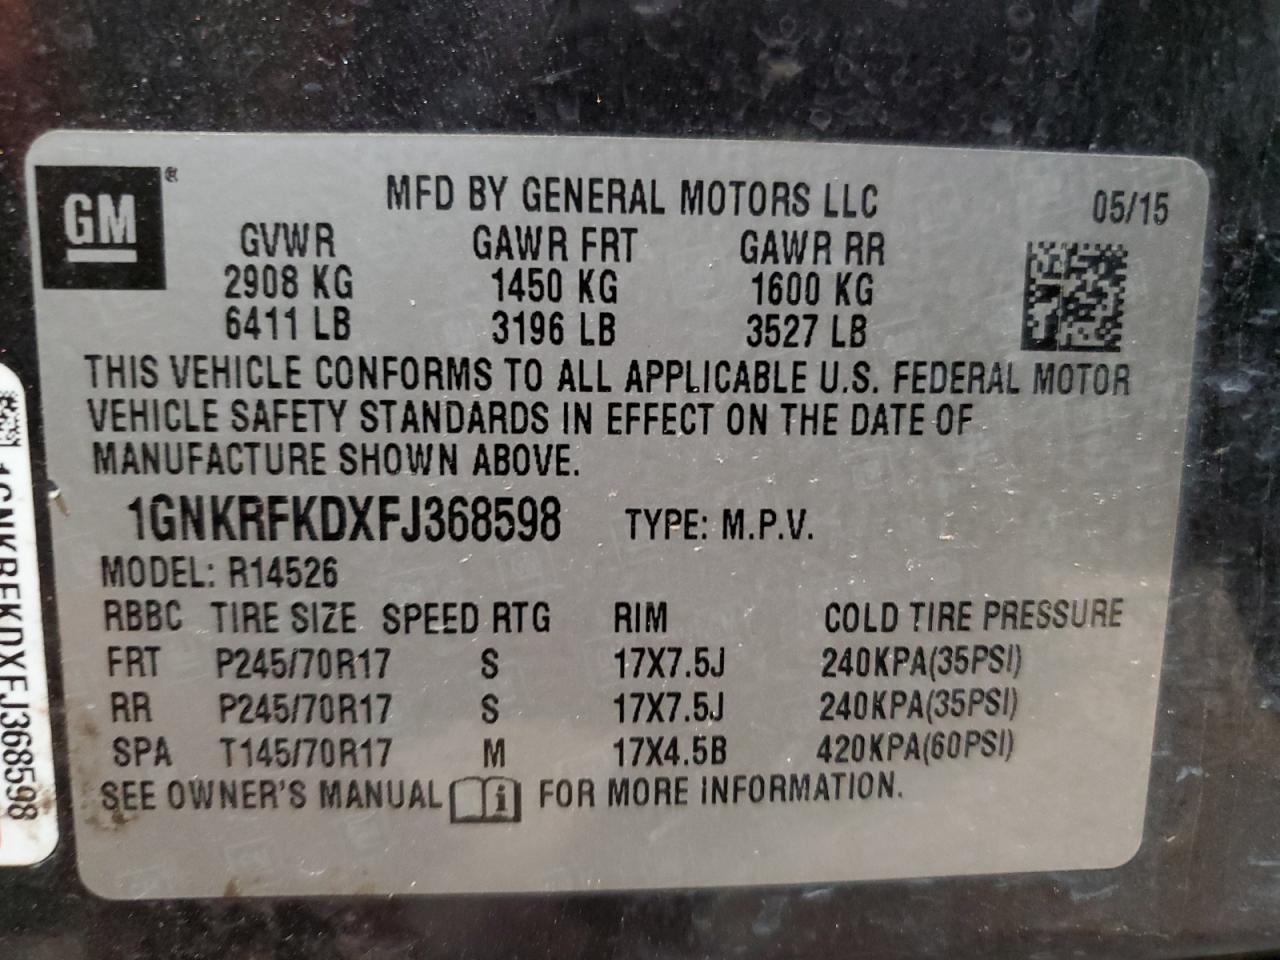 GM®
MFD BY GENERAL MOTORS LLC
05/15
GVWR GAWR FRT GAWR RR
2908 KG 1450 KG 1600 KG
6411 LB 3196 LB 3527 LB
THIS VEHICLE CONFORMS TO ALL APPLICABLE U.S. FEDERAL MOTOR
VEHICLE SAFETY STANDARDS IN EFFECT ON THE DATE OF
MANUFACTURE SHOWN ABOVE.
1GNKRFKDXFJ368598 TYPE: M.P.V.
MODEL: R14526
RBBC TIRE SIZE SPEED RTG RIM COLD TIRE PRESSURE
FRT P245/70R17 S 17X7.5J 240KPA(35PSI)
RR P245/70R17 S 17X7.5J 240KPA(35PSI)
SPA T145/70R17 M 17X4.5B 420KPA(60PSI)
SEE OWNER'S MANUAL i FOR MORE INFORMATION.
1GNKRFKDXFJ368598